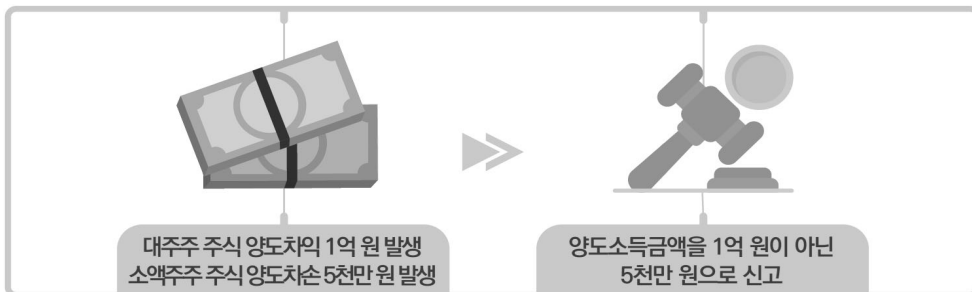 대주주 주식 양도차익 1억 원 발생
소액주주 주식 양도차손 5천만 원 발생
양도소득금액을 1억 원이 아닌
5천만 원으로 신고